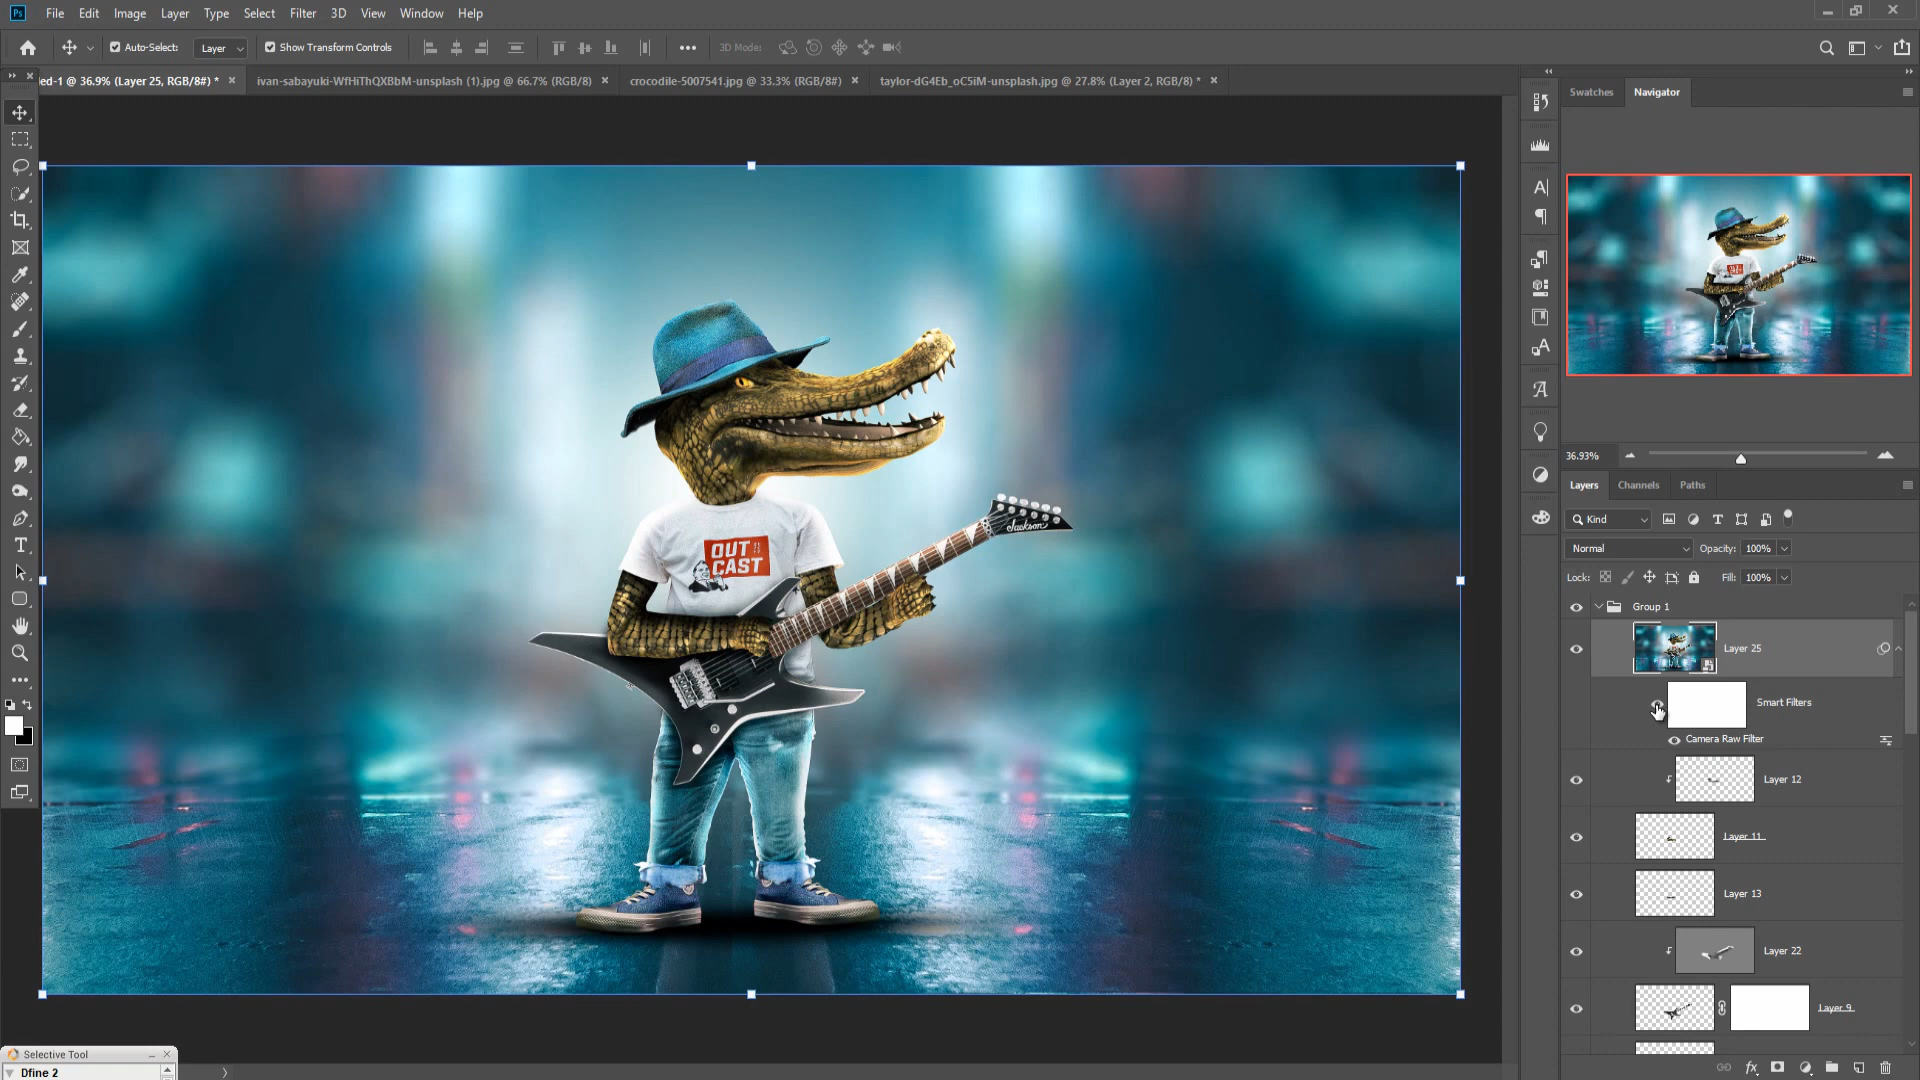 Ps File Edit Image Layer Type Select Filter 3D View Window Help
Auto-Select: Layer Show Transform Controls 3D Mode:
ed-1 @ 36.9% (Layer 25, RGB/8#) * ivan-sabayuki-WfHiThQXBbM-unsplash (1).jpg @ 66.7% (RGB/8) crocodile-5007541.jpg @ 33.3% (RGB/8#) taylor-dG4Eb_oC5iM-unsplash.jpg @ 27.8% (Layer 2, RGB/8) *
Swatches Navigator
36.93%
Layers Channels Paths
Kind
Normal Opacity: 100%
Lock: Fill: 100%
Group 1
Layer 25
Smart Filters
Camera Raw Filter
Layer 12
Layer 11
Layer 13
Layer 22
Layer 9
OUT
CAST
Jackson
Selective Tool
Dfine 2